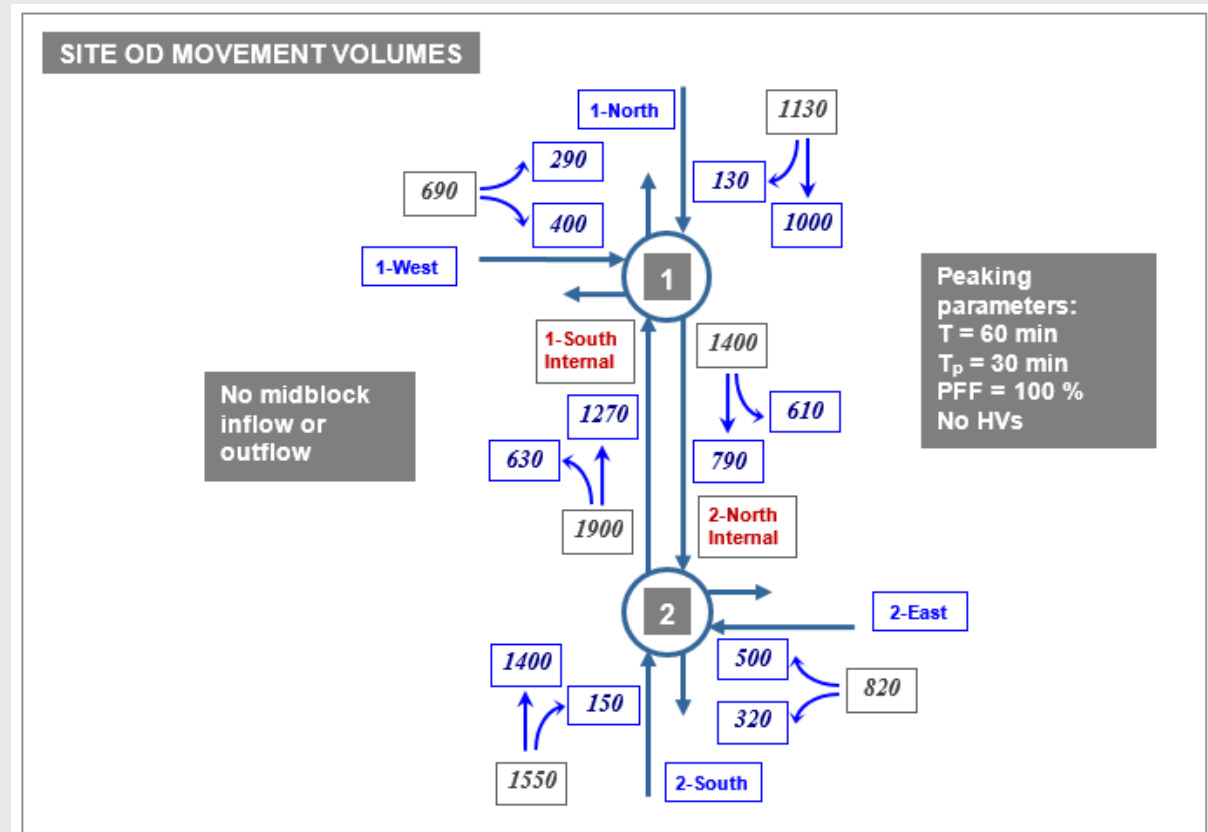 SITE OD MOVEMENT VOLUMES
1-North
1130
290
130
690
400
1000
1-West
1
Peaking
parameters:
T = 60 min
Tp = 30 min
PFF = 100 %
No HVs
1-South
Internal
1400
No midblock
inflow or
outflow
1270
610
630
790
1900
2-North
Internal
2
2-East
1400
150
500
820
320
1550
2-South